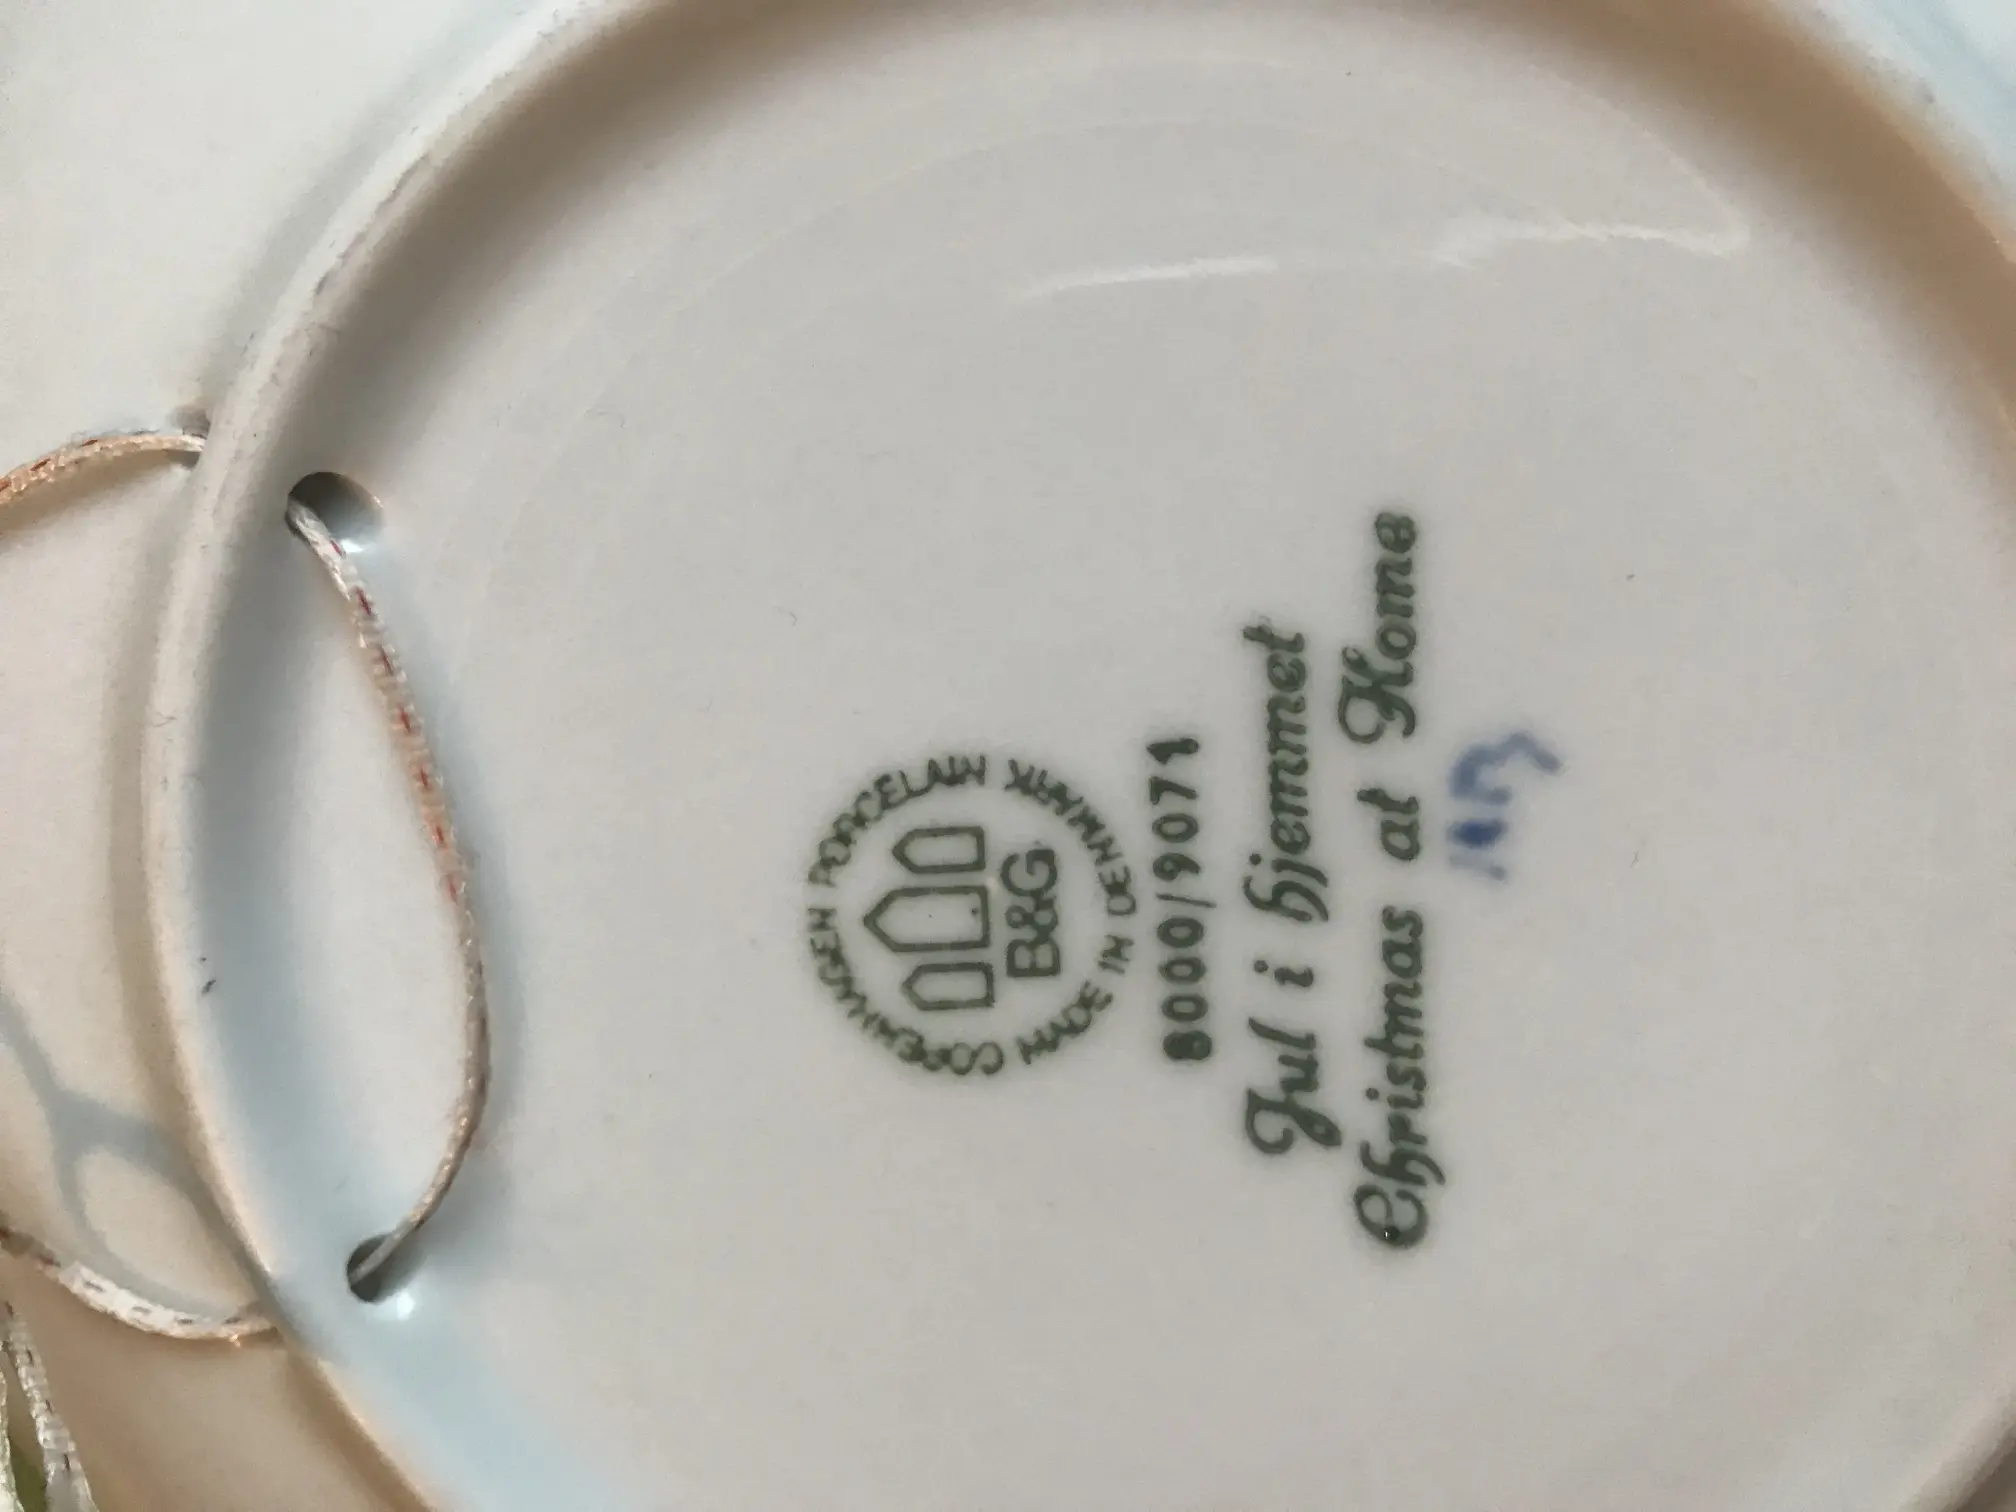 COPENHAGEN PORCELAIN
B&G
MADE IN DENMARK
8000/9071
Jul i hjemmet
Christmas at Home